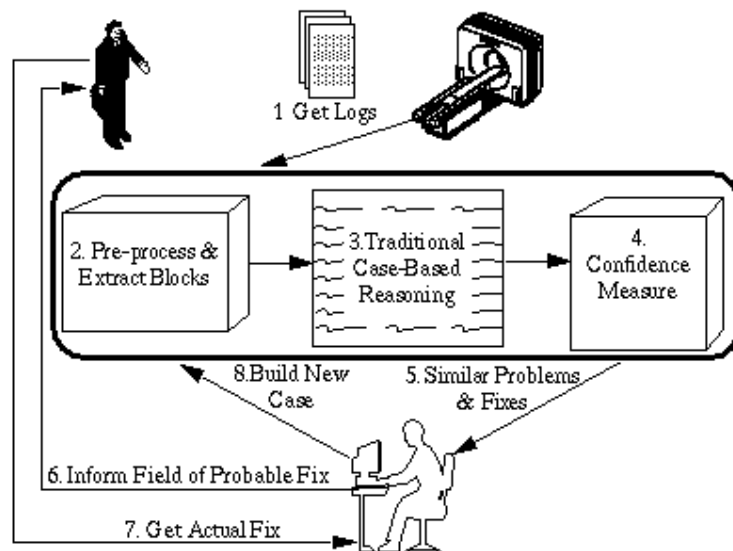 1 Get Logs
2. Pre-process &
Extract Blocks
3.Traditional
Case-Based
Reasoning
4.
Confidence
Measure
8.Build New
Case
5. Similar Problems
& Fixes
6. Inform Field of Probable Fix
7. Get Actual Fix